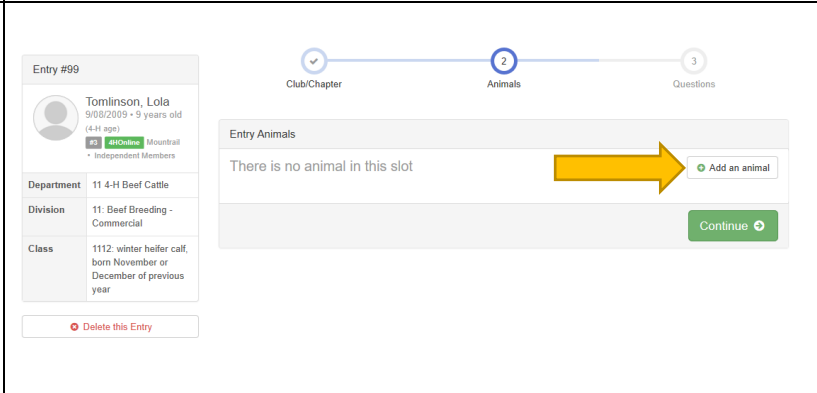 Entry #99
Tomlinson, Lola
9/08/2009 • 9 years old
(4-H age)
#3 4HOnline Mountrail
• Independent Members
Department 11 4-H Beef Cattle
Division 11: Beef Breeding -
Commercial
Class 1112: winter heifer calf,
born November or
December of previous
year
Delete this Entry
2 3
Club/Chapter Animals Questions
Entry Animals
There is no animal in this slot
Add an animal
Continue